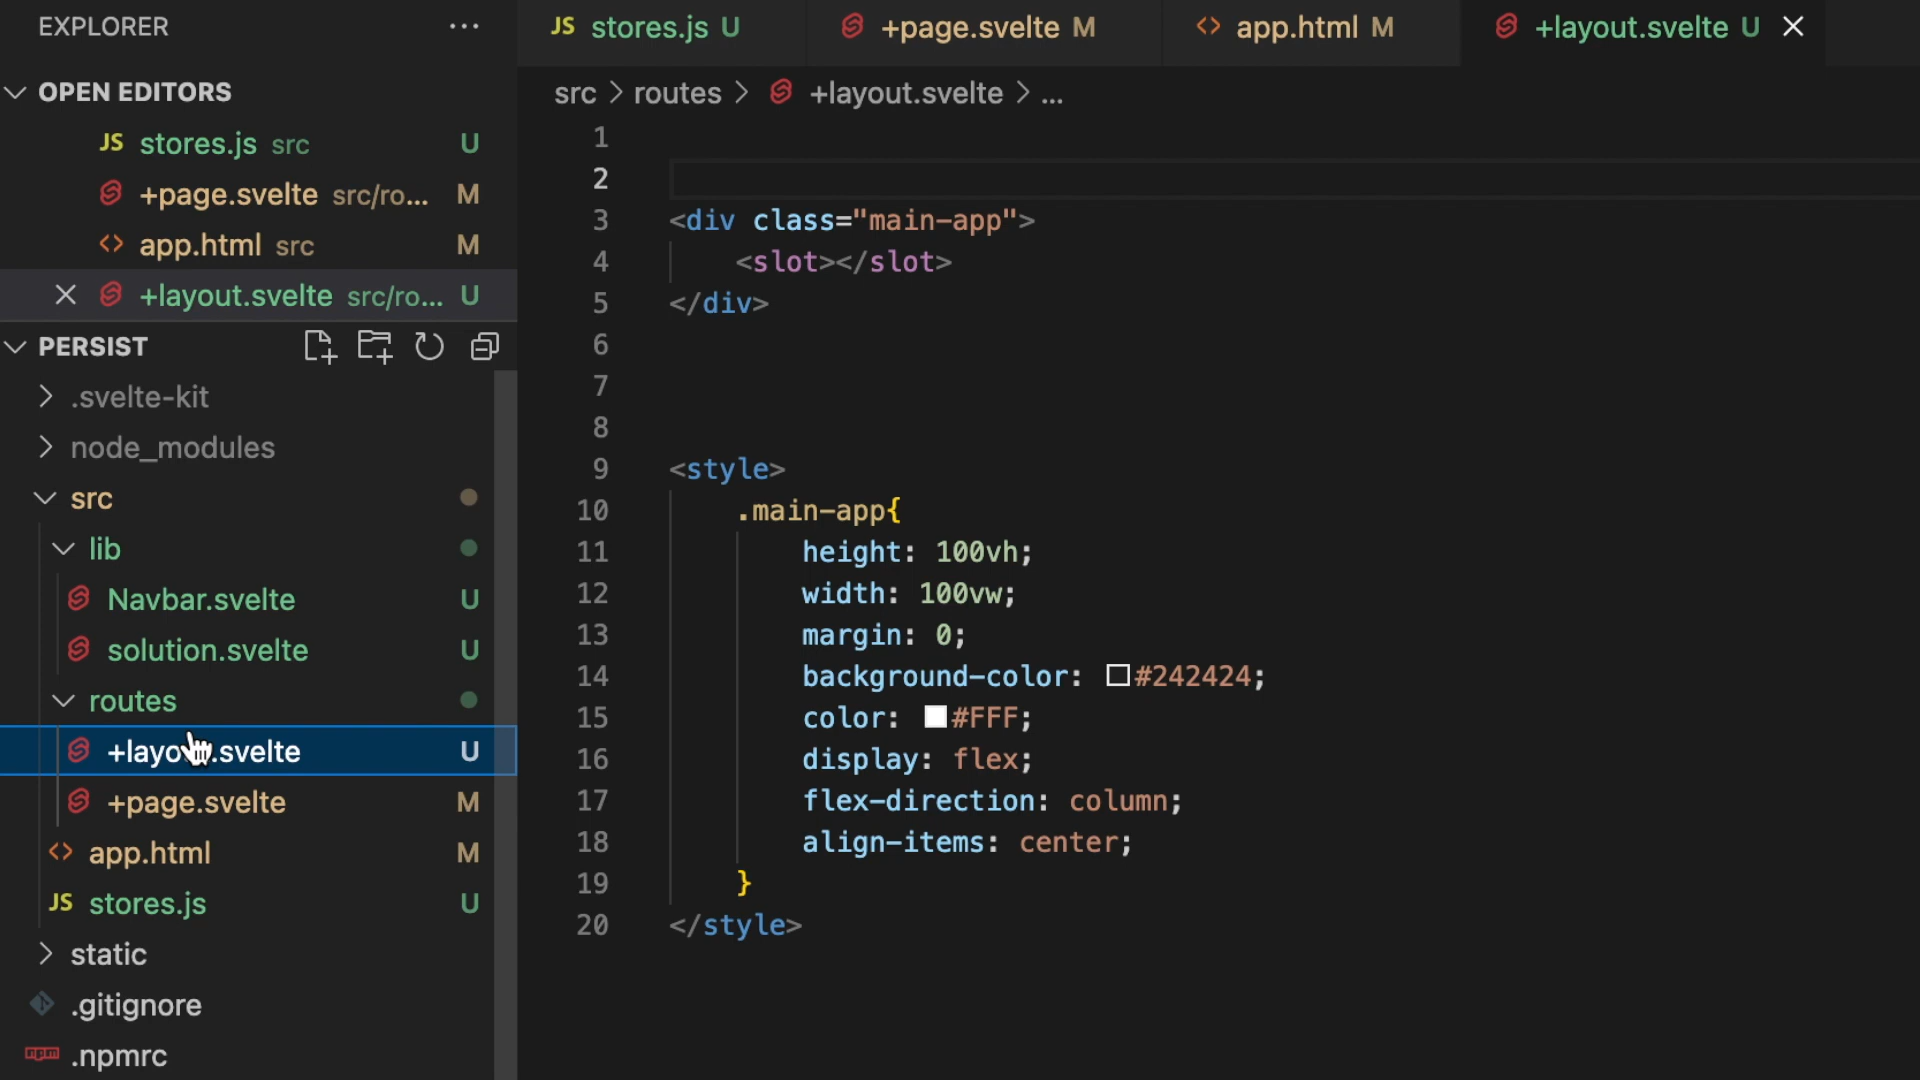 EXPLORER ...
OPEN EDITORS
JS stores.js src U
+page.svelte src/ro... M
<> app.html src M
+layout.svelte src/ro... U
PERSIST
.svelte-kit
node_modules
src
lib
Navbar.svelte U
solution.svelte U
routes
.svelte U
+page.svelte M
<> app.html M
JS stores.js U
static
.gitignore
npm .npmrc
JS stores.js U
+page.svelte M
<> app.html M
+layout.svelte U
src > routes > +layout.svelte > ...
1
2
3 <div class="main-app">
4 <slot></slot>
5 </div>
6
7
8
9 <style>
10 .main-app{
11 height: 100vh;
12 width: 100vw;
13 margin: 0;
14 background-color: #242424;
15 color: #FFF;
16 display: flex;
17 flex-direction: column;
18 align-items: center;
19 }
20 </style>